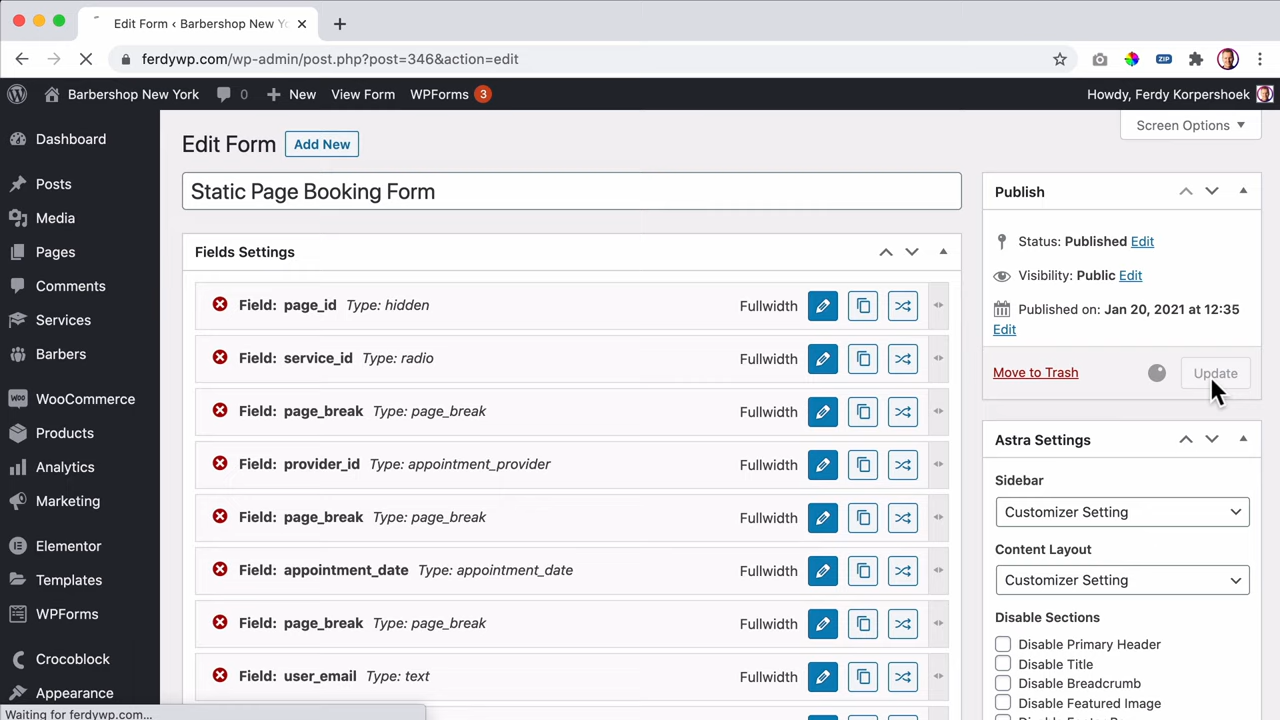 Edit Form ‹ Barbershop New Yo
ferdywp.com/wp-admin/post.php?post=346&action=edit
ZIP
Barbershop New York 0 New View Form WPForms 3
Howdy, Ferdy Korpershoek
Screen Options
Dashboard
Posts
Media
Pages
Comments
Services
Barbers
WooCommerce
Products
Analytics
Marketing
Elementor
Templates
WPForms
Crocoblock
Appearance
Waiting for ferdywp.com...
Edit Form Add New
Static Page Booking Form
Fields Settings
Field: page_id Type: hidden Fullwidth
Field: service_id Type: radio Fullwidth
Field: page_break Type: page_break Fullwidth
Field: provider_id Type: appointment_provider Fullwidth
Field: page_break Type: page_break Fullwidth
Field: appointment_date Type: appointment_date Fullwidth
Field: page_break Type: page_break Fullwidth
Field: user_email Type: text Fullwidth
Publish
Status: Published Edit
Visibility: Public Edit
Published on: Jan 20, 2021 at 12:35
Edit
Move to Trash Update
Astra Settings
Sidebar
Customizer Setting
Content Layout
Customizer Setting
Disable Sections
Disable Primary Header
Disable Title
Disable Breadcrumb
Disable Featured Image